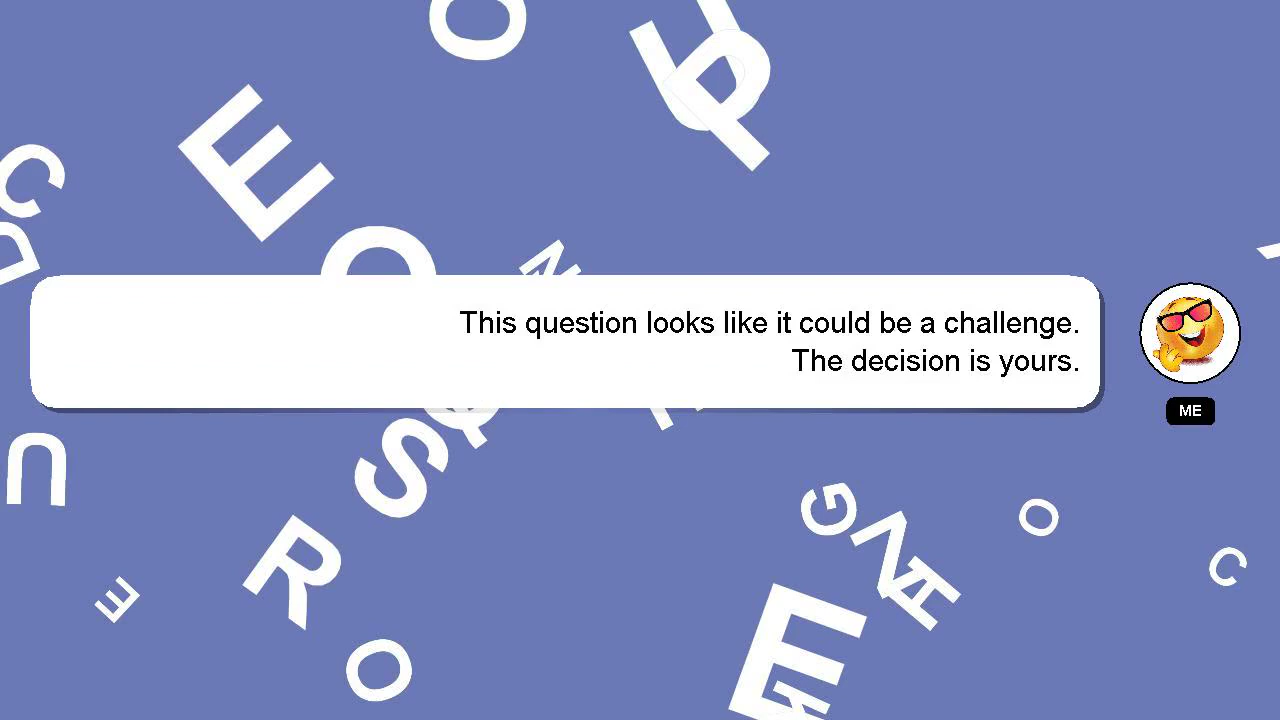 This question looks like it could be a challenge.
The decision is yours.
ME